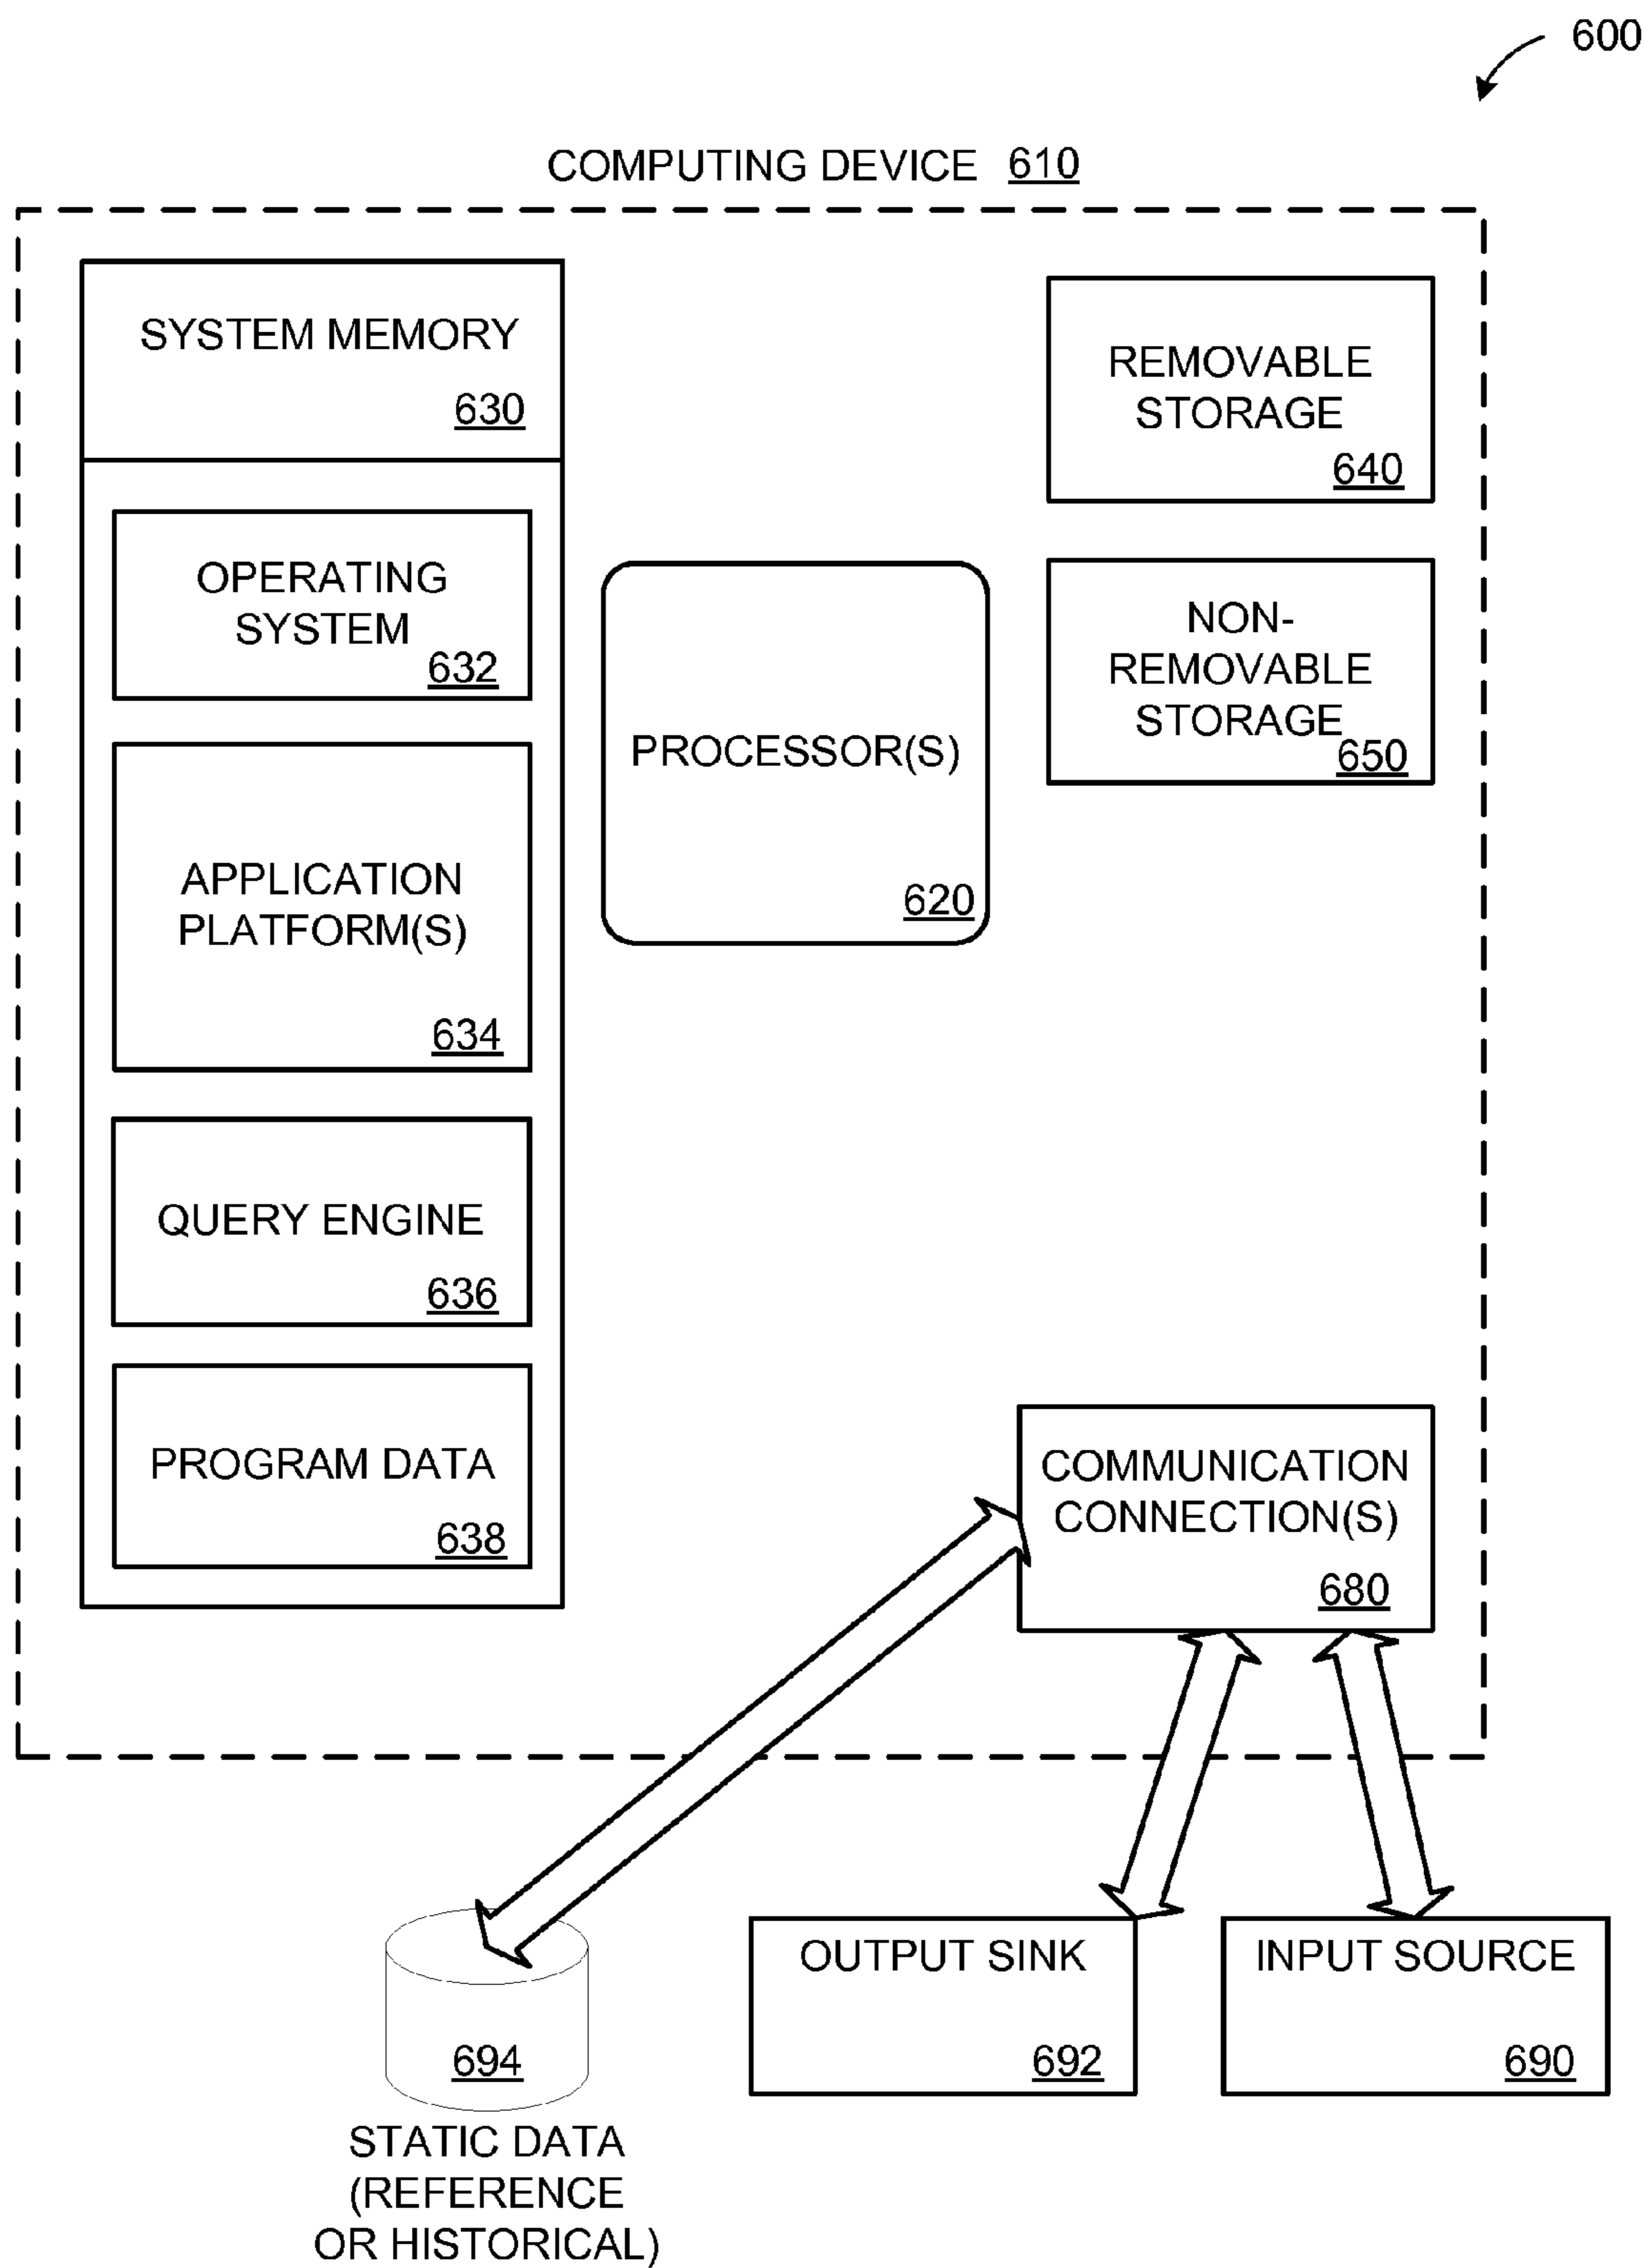 600
COMPUTING DEVICE 610
SYSTEM MEMORY
630
OPERATING
SYSTEM
632
APPLICATION
PLATFORM(S)
634
QUERY ENGINE
636
PROGRAM DATA
638
PROCESSOR(S)
620
REMOVABLE
STORAGE
640
NON-
REMOVABLE
STORAGE
650
COMMUNICATION
CONNECTION(S)
680
694
STATIC DATA
(REFERENCE
OR HISTORICAL)
OUTPUT SINK
692
INPUT SOURCE
690